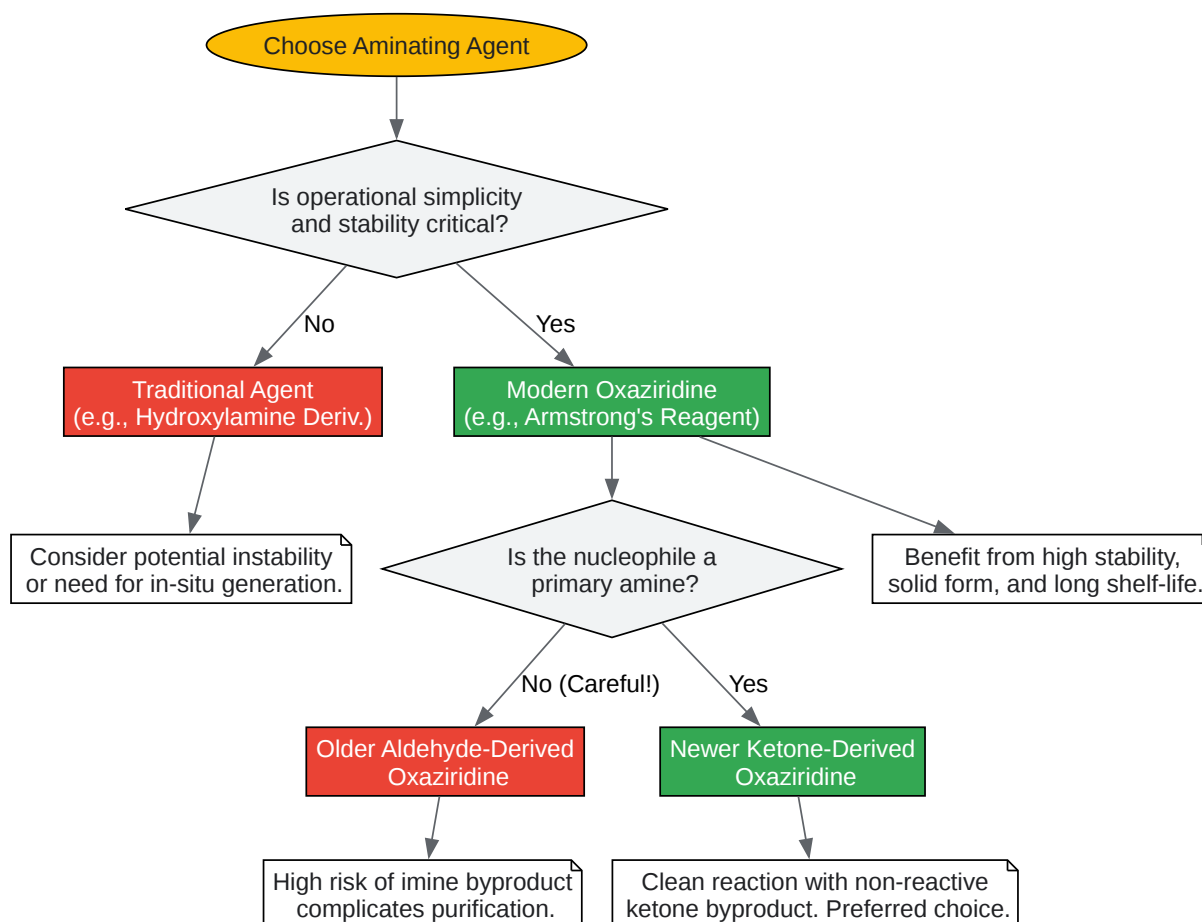 Choose Aminating Agent
Is operational simplicity
and stability critical?
No
Yes
Traditional Agent
(e.g., Hydroxylamine Deriv.)
Modern Oxaziridine
(e.g., Armstrong's Reagent)
Consider potential instability
or need for in-situ generation.
Is the nucleophile a
primary amine?
Benefit from high stability,
solid form, and long shelf-life.
No (Careful!)
Yes
Older Aldehyde-Derived
Oxaziridine
Newer Ketone-Derived
Oxaziridine
High risk of imine byproduct
complicates purification.
Clean reaction with non-reactive
ketone byproduct. Preferred choice.